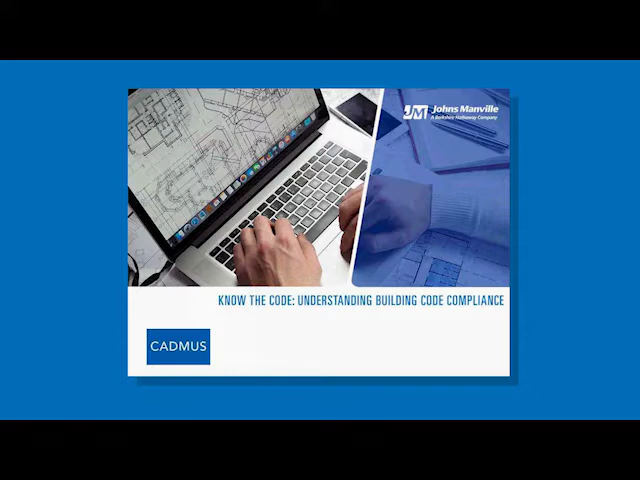 Johns Manville
A Berkshire Hathaway Company
KNOW THE CODE: UNDERSTANDING BUILDING CODE COMPLIANCE
CADMUS